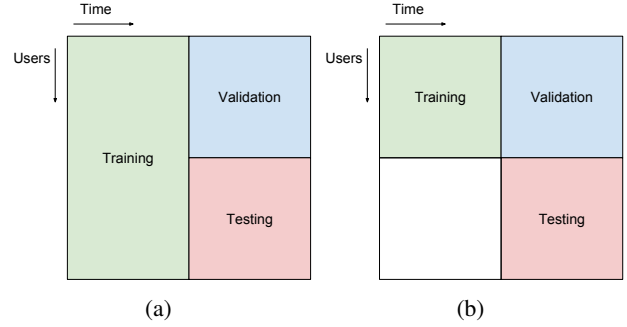 Time
Users
Training
Validation
Testing
(a)
Time
Users
Training
Validation
Testing
(b)